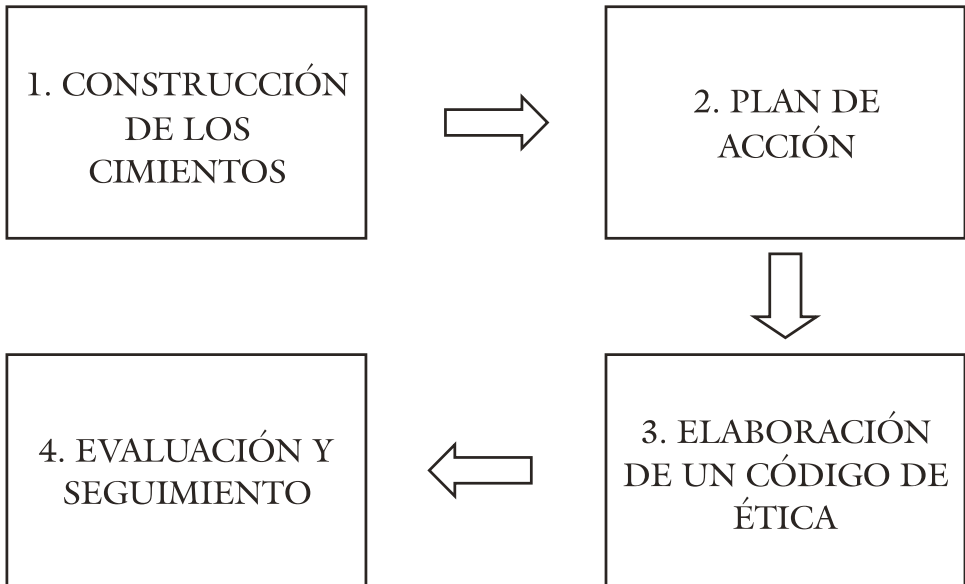 1. CONSTRUCCIÓN
DE LOS
CIMIENTOS
2. PLAN DE
ACCIÓN
3. ELABORACIÓN
DE UN CÓDIGO DE
ÉTICA
4. EVALUACIÓN Y
SEGUIMIENTO